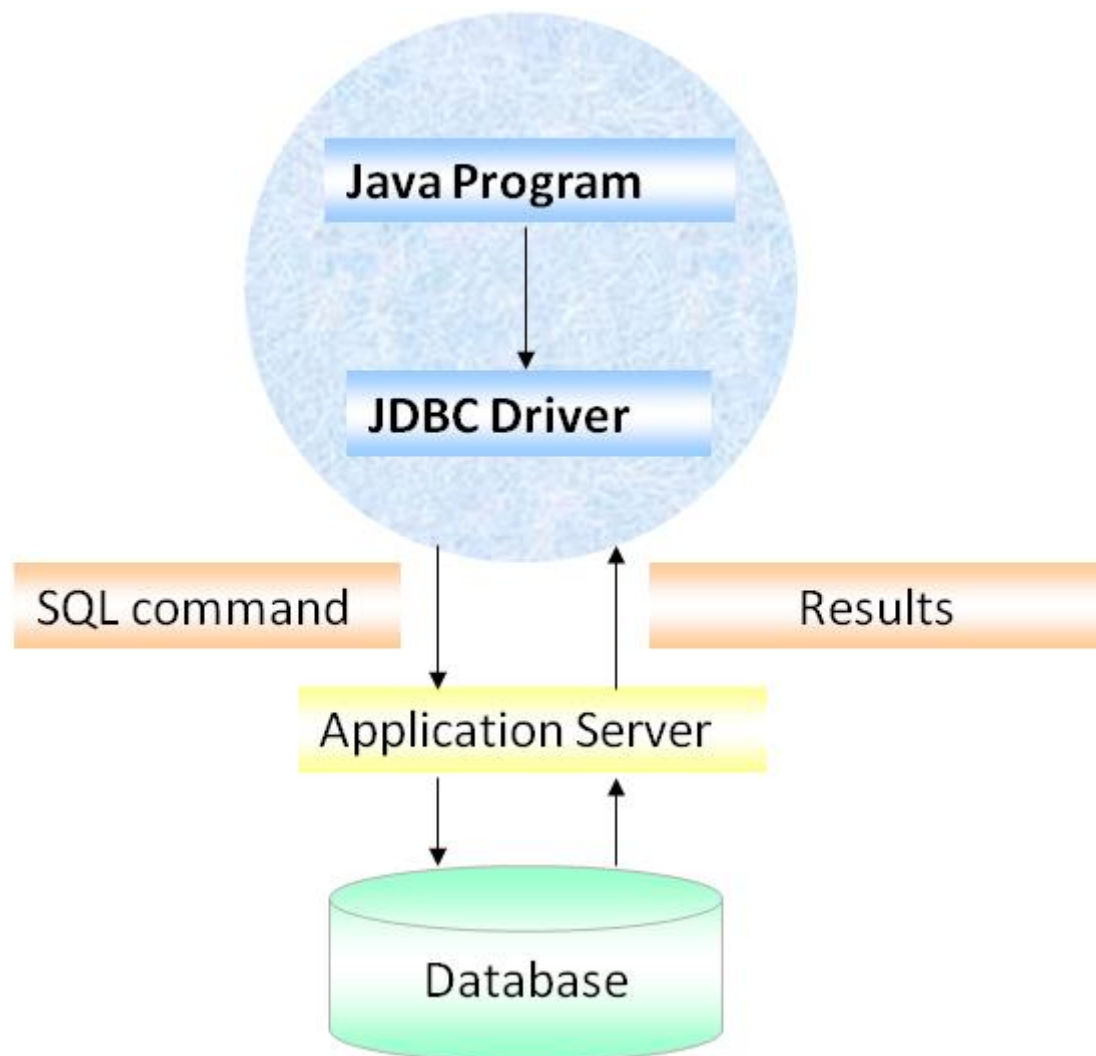 Java Program
JDBC Driver
SQL command
Results
Application Server
Database